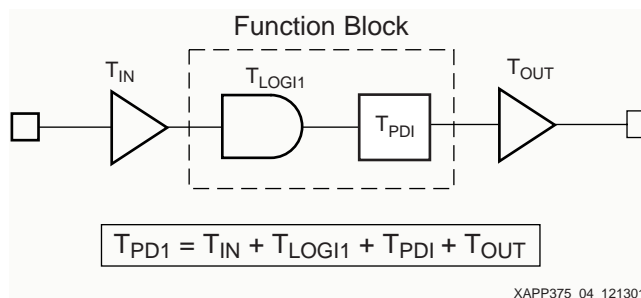 Function Block
T_IN
T_LOGI1
T_OUT
T_PDI
T_PD1 = T_IN + T_LOGI1 + T_PDI + T_OUT
XAPP375_04_121301